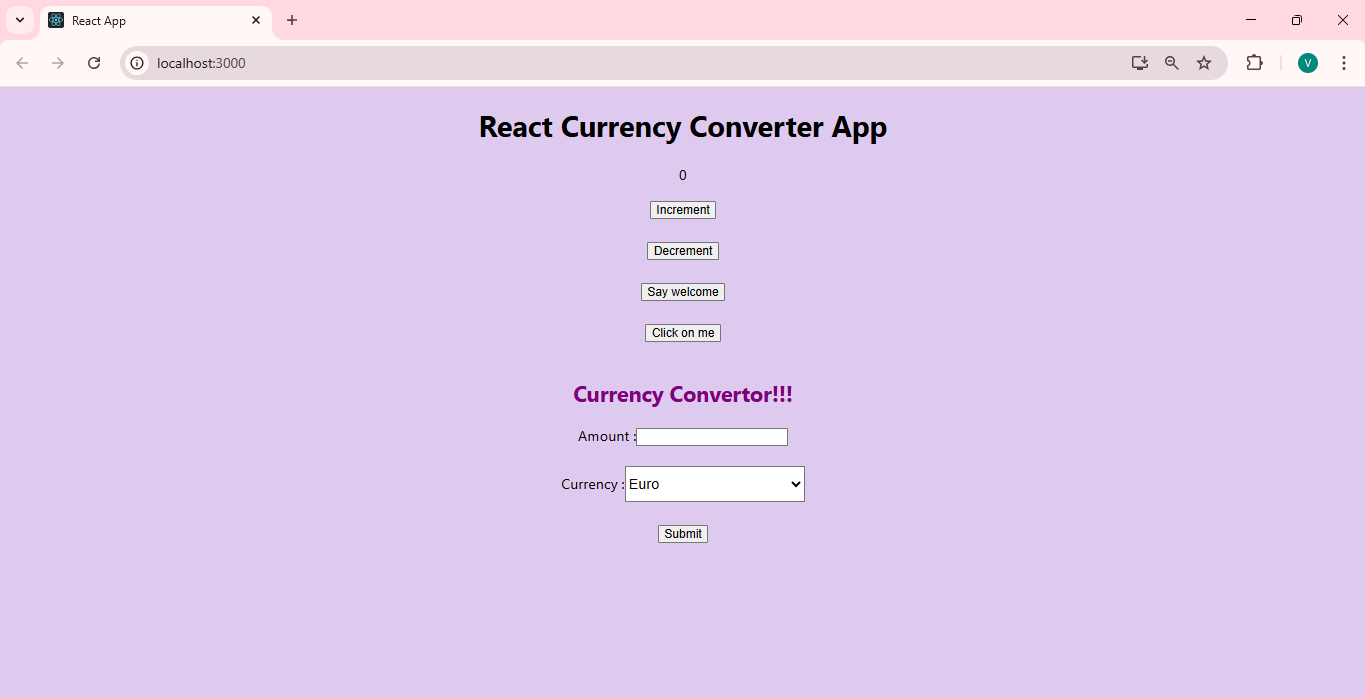 React App
localhost:3000
V
React Currency Converter App
0
Increment
Decrement
Say welcome
Click on me
Currency Convertor!!!
Amount :
Currency : Euro
Submit